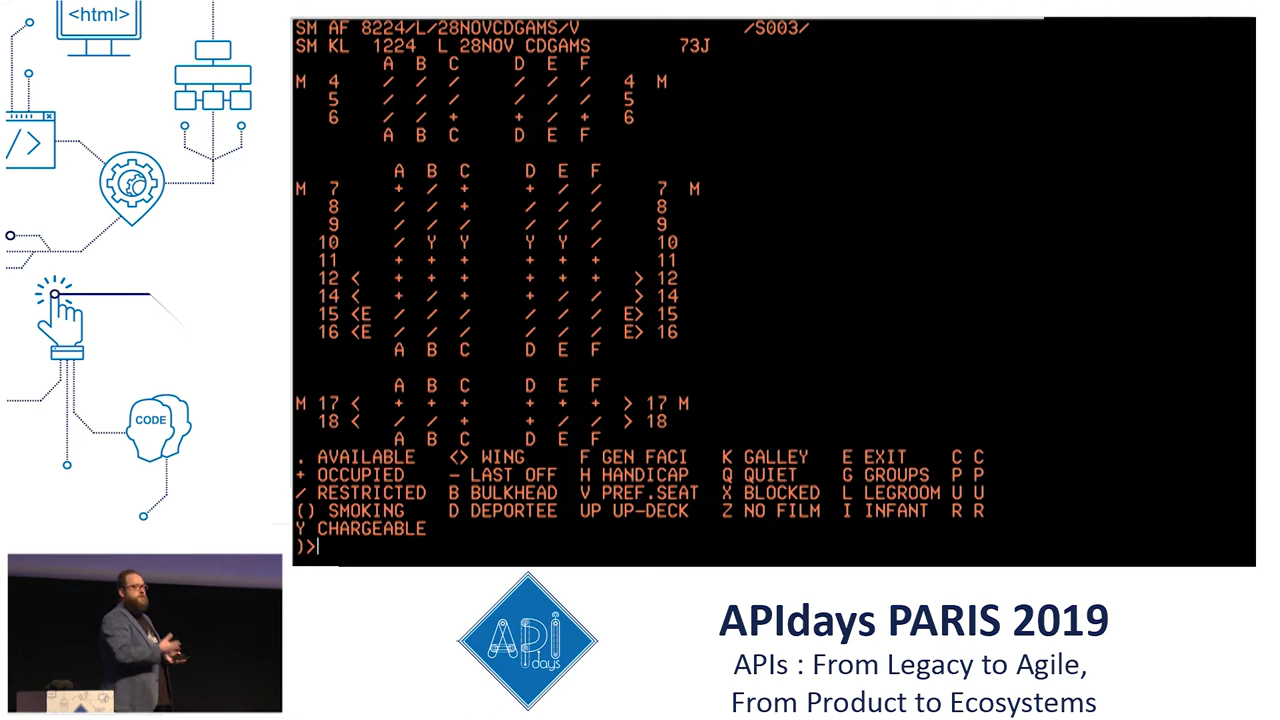 <html>
</>
CODE
SM AF 8224/L/28NOVCDGAMS/V /S003/
SM KL 1224 L 28NOV CDGAMS 73J
A B C D E F
M 4 / / / / / / 4 M
5 / / / / / / 5
6 / / + + / + 6
A B C D E F
A B C D E F
M 7 + / + + / / 7 M
8 / / + / / / 8
9 / / / / / / 9
10 / Y Y Y Y / 10
11 + + + + + + 11
12 < + + + + + + > 12
14 < + / + + / / > 14
15 <E / / / / / / E> 15
16 <E / / / / / / E> 16
A B C D E F
A B C D E F
M 17 < + + + + + + > 17 M
18 < / / + + / / > 18
A B C D E F
. AVAILABLE <> WING F GEN FACI K GALLEY E EXIT C C
+ OCCUPIED - LAST OFF H HANDICAP Q QUIET G GROUPS P P
/ RESTRICTED B BULKHEAD V PREF.SEAT X BLOCKED L LEGROOM U U
() SMOKING D DEPORTEE UP UP-DECK Z NO FILM I INFANT R R
Y CHARGEABLE
)>
API
days
APIdays PARIS 2019
APIs : From Legacy to Agile,
From Product to Ecosystems